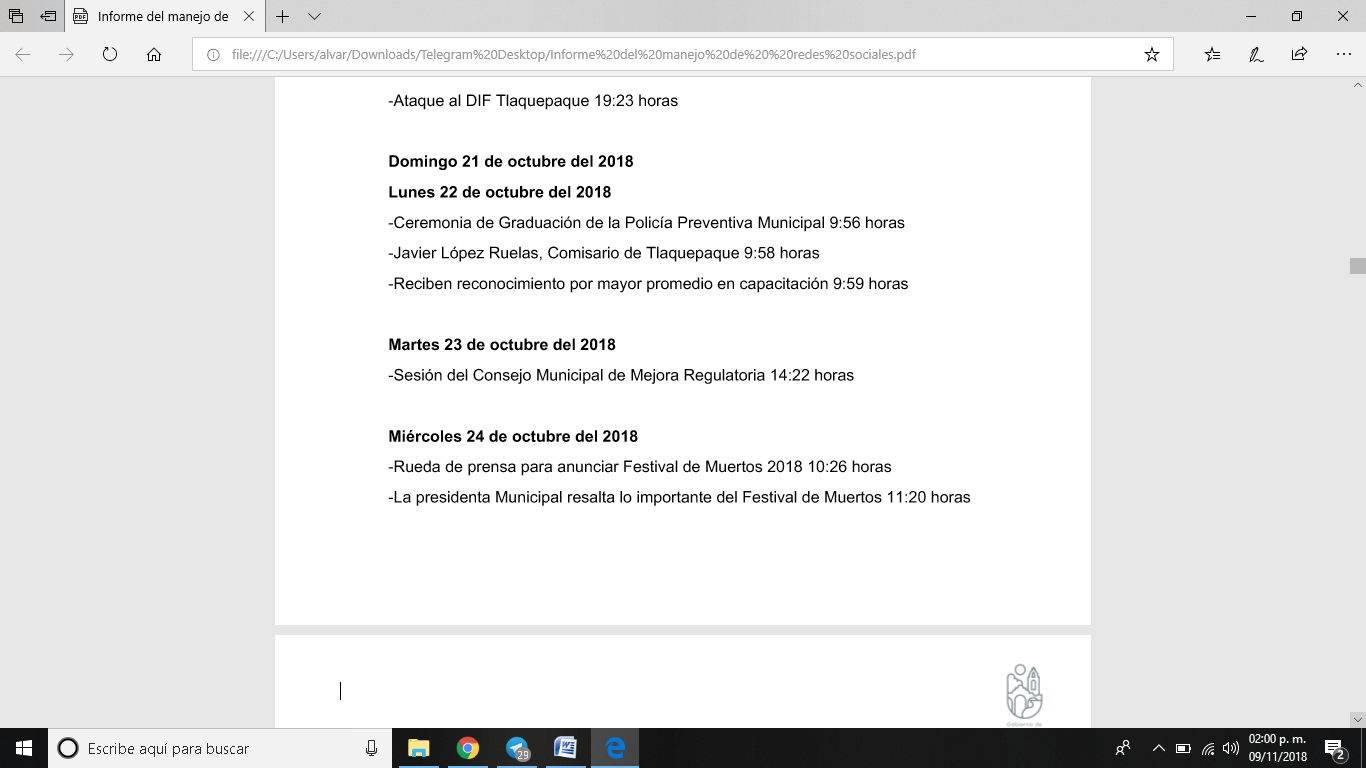 Informe del manejo de
file:///C:/Users/alvar/Downloads/Telegram%20Desktop/Informe%20del%20manejo%20de%20%20redes%20sociales.pdf
-Ataque al DIF Tlaquepaque 19:23 horas
Domingo 21 de octubre del 2018
Lunes 22 de octubre del 2018
-Ceremonia de Graduación de la Policía Preventiva Municipal 9:56 horas
-Javier López Ruelas, Comisario de Tlaquepaque 9:58 horas
-Reciben reconocimiento por mayor promedio en capacitación 9:59 horas
Martes 23 de octubre del 2018
-Sesión del Consejo Municipal de Mejora Regulatoria 14:22 horas
Miércoles 24 de octubre del 2018
-Rueda de prensa para anunciar Festival de Muertos 2018 10:26 horas
-La presidenta Municipal resalta lo importante del Festival de Muertos 11:20 horas
Gobierno de
Escribe aquí para buscar
29
02:00 p. m.
09/11/2018
2